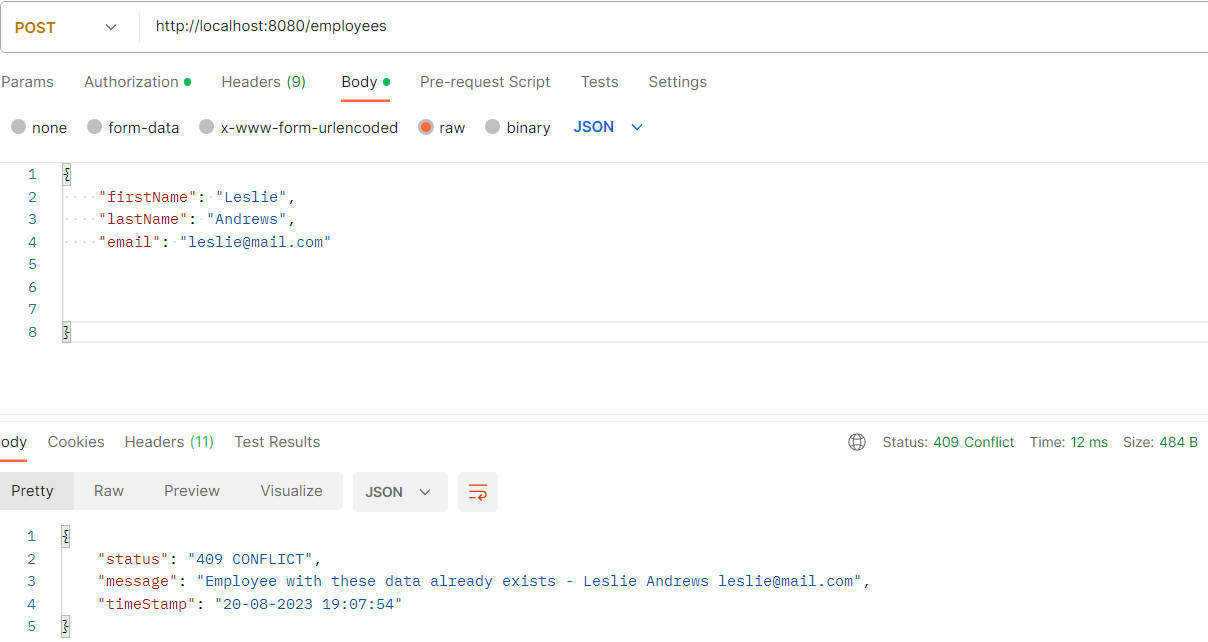 POST http://localhost:8080/employees
Params Authorization Headers (9) Body Pre-request Script Tests Settings
none form-data x-www-form-urlencoded raw binary JSON
1 {
2 "firstName": "Leslie",
3 "lastName": "Andrews",
4 "email": "leslie@mail.com"
5
6
7
8 }
ody Cookies Headers (11) Test Results Status: 409 Conflict Time: 12 ms Size: 484 B
Pretty Raw Preview Visualize JSON
1 {
2 "status": "409 CONFLICT",
3 "message": "Employee with these data already exists - Leslie Andrews leslie@mail.com",
4 "timeStamp": "20-08-2023 19:07:54"
5 }